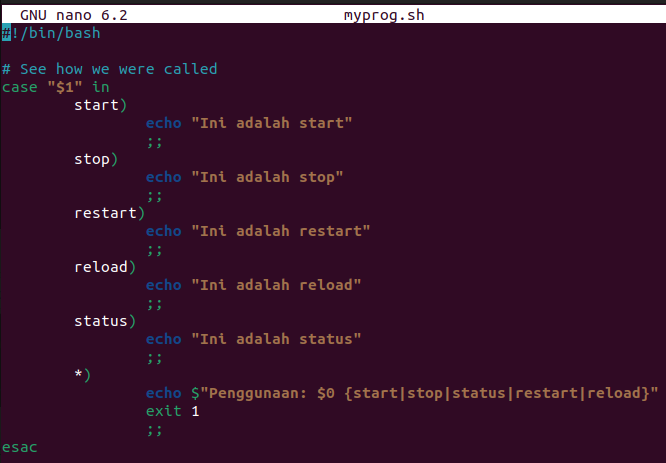 GNU nano 6.2 myprog.sh
#!/bin/bash
# See how we were called
case "$1" in
start)
echo "Ini adalah start"
;;
stop)
echo "Ini adalah stop"
;;
restart)
echo "Ini adalah restart"
;;
reload)
echo "Ini adalah reload"
;;
status)
echo "Ini adalah status"
;;
*)
echo $"Penggunaan: $0 {start|stop|status|restart|reload}"
exit 1
;;
esac